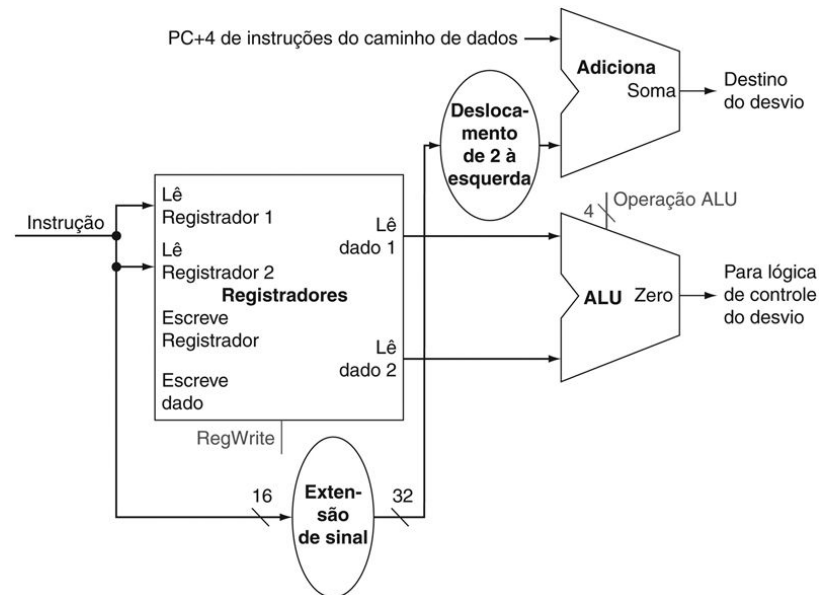 PC+4 de instruções do caminho de dados
Adiciona
Soma
Destino
do desvio
Desloca-
mento
de 2 à
esquerda
Instrução
Lê
Registrador 1
Lê
Registrador 2
Registradores
Escreve
Registrador
Escreve
dado
Lê
dado 1
Lê
dado 2
RegWrite
4
Operação ALU
ALU
Zero
Para lógica
de controle
do desvio
16
Exten-
são
de sinal
32